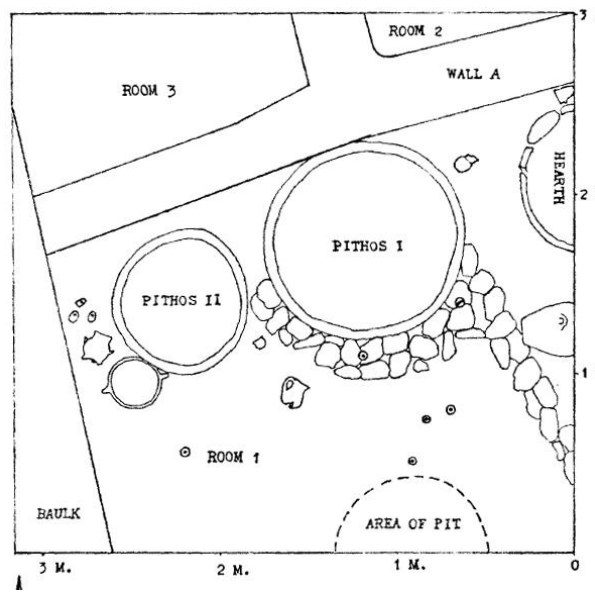 3
ROOM 2
WALL A
ROOM 3
HEARTH
2
PITHOS I
PITHOS II
1
ROOM 1
BAULK
AREA OF PIT
3 M.
2 M.
1 M.
0